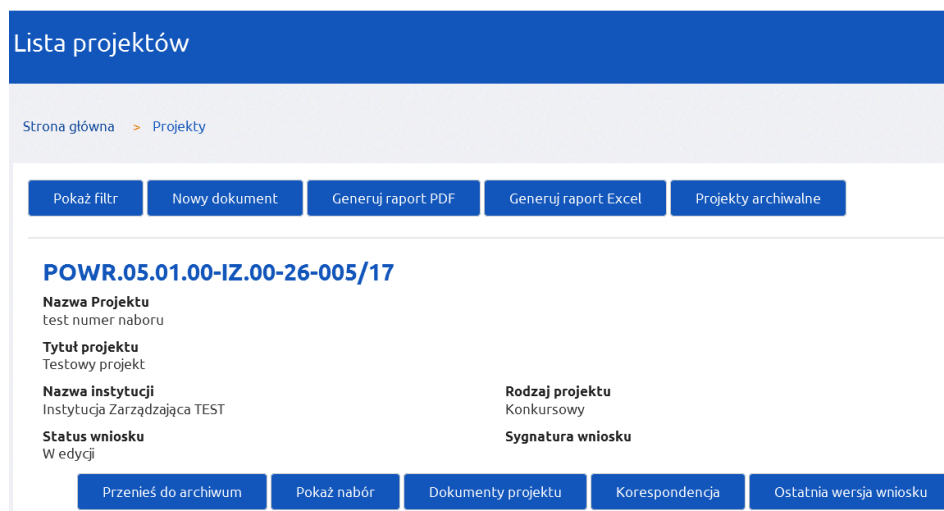 Lista projektów
Strona główna > Projekty
Pokaż filtr Nowy dokument Generuj raport PDF Generuj raport Excel Projekty archiwalne
POWR.05.01.00-IZ.00-26-005/17
Nazwa Projektu
test numer naboru
Tytuł projektu
Testowy projekt
Nazwa instytucji Rodzaj projektu
Instytucja Zarządzająca TEST Konkursowy
Status wniosku Sygnatura wniosku
W edycji
Przenieś do archiwum Pokaż nabór Dokumenty projektu Korespondencja Ostatnia wersja wniosku